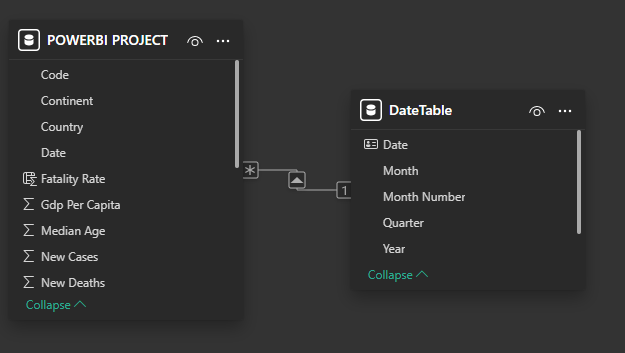 POWERBI PROJECT
Code
Continent
Country
Date
Fatality Rate
Gdp Per Capita
Median Age
New Cases
New Deaths
Collapse
*
1
DateTable
Date
Month
Month Number
Quarter
Year
Collapse